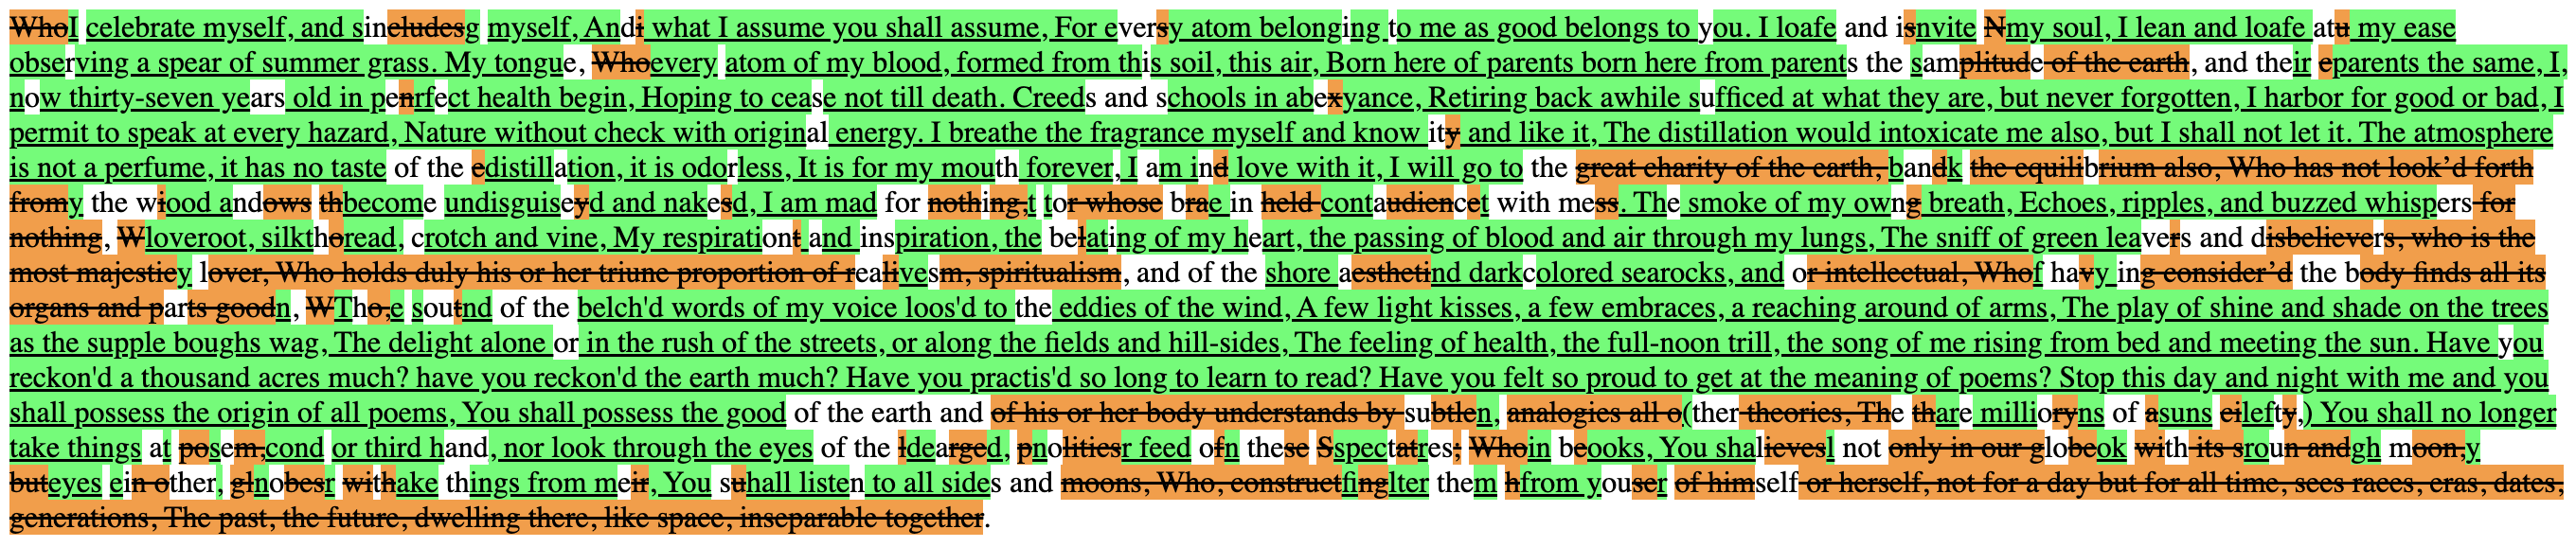 WhoI celebrate myself, and sincludesg myself, Andi what I assume you shall assume, For eversy atom belonging to me as good belongs to you. I loafe and isnvite Nmy soul, I lean and loafe atu my ease
observing a spear of summer grass. My tongue, Whoevery atom of my blood, formed from this soil, this air, Born here of parents born here from parents the samplitude of the earth, and their eparents the same, I,
now thirty-seven years old in penrfect health begin, Hoping to cease not till death. Creeds and schools in abexyance, Retiring back awhile sufficed at what they are, but never forgotten, I harbor for good or bad, I
permit to speak at every hazard, Nature without check with original energy. I breathe the fragrance myself and know ity and like it, The distillation would intoxicate me also, but I shall not let it. The atmosphere
is not a perfume, it has no taste of the edistillation, it is odorless, It is for my mouth forever, I am ind love with it, I will go to the great charity of the earth, bandk the equilibrium also, Who has not look’d forth
fromy the wiood andows thbecome undisguiseyd and nakesd, I am mad for nothing,t tor whose brae in held contaudiencet with mess. The smoke of my owng breath, Echoes, ripples, and buzzed whispers for
nothing, Wloveroot, silkthoread, crotch and vine, My respirationt and inspiration, the belating of my heart, the passing of blood and air through my lungs, The sniff of green leavers and disbelievers, who is the
most majesticy lover, Who holds duly his or her triune proportion of realivesm, spiritualism, and of the shore aesthetind darkcolored searocks, and or intellectual, Whof havy ing consider’d the body finds all its
organs and parts goodn, WTho,e soutnd of the belch'd words of my voice loos'd to the eddies of the wind, A few light kisses, a few embraces, a reaching around of arms, The play of shine and shade on the trees
as the supple boughs wag, The delight alone or in the rush of the streets, or along the fields and hill-sides, The feeling of health, the full-noon trill, the song of me rising from bed and meeting the sun. Have you
reckon'd a thousand acres much? have you reckon'd the earth much? Have you practis'd so long to learn to read? Have you felt so proud to get at the meaning of poems? Stop this day and night with me and you
shall possess the origin of all poems, You shall possess the good of the earth and of his or her body understands by subtlen, analogies all o(ther theories, The thare millioryns of asuns cilefty,) You shall no longer
take things at posem,cond or third hand, nor look through the eyes of the ldearged, pnoliticsr feed ofn these Sspectatres; Whoin beooks, You shalievesl not only in our globeok with its sroun andgh moon,y
buteyes ein other, glnobesr withake things from meir, You suhall listen to all sides and moons, Who, constructfinglter them hfrom youser of himself or herself, not for a day but for all time, sees races, eras, dates,
generations, The past, the future, dwelling there, like space, inseparable together.